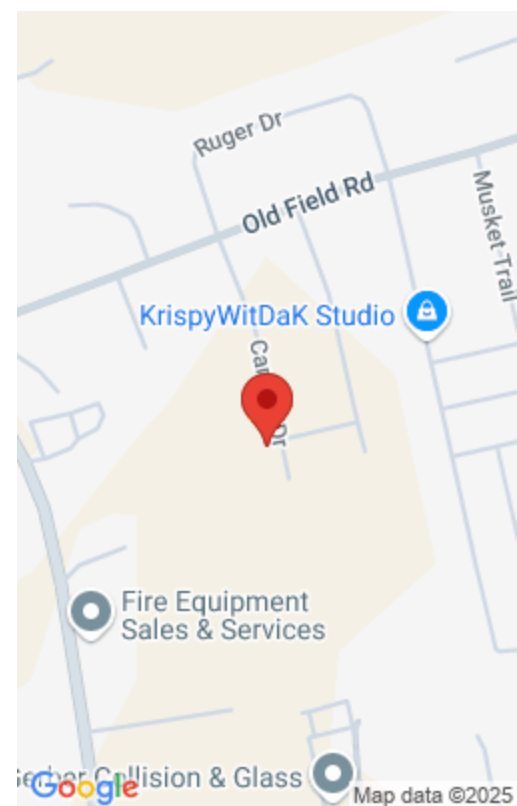 Ruger Dr
Old Field Rd
Musket Trail
KrispyWitDaK Studio
Dr
Fire Equipment
Sales & Services
Collision & Glass
Google
Map data ©2025